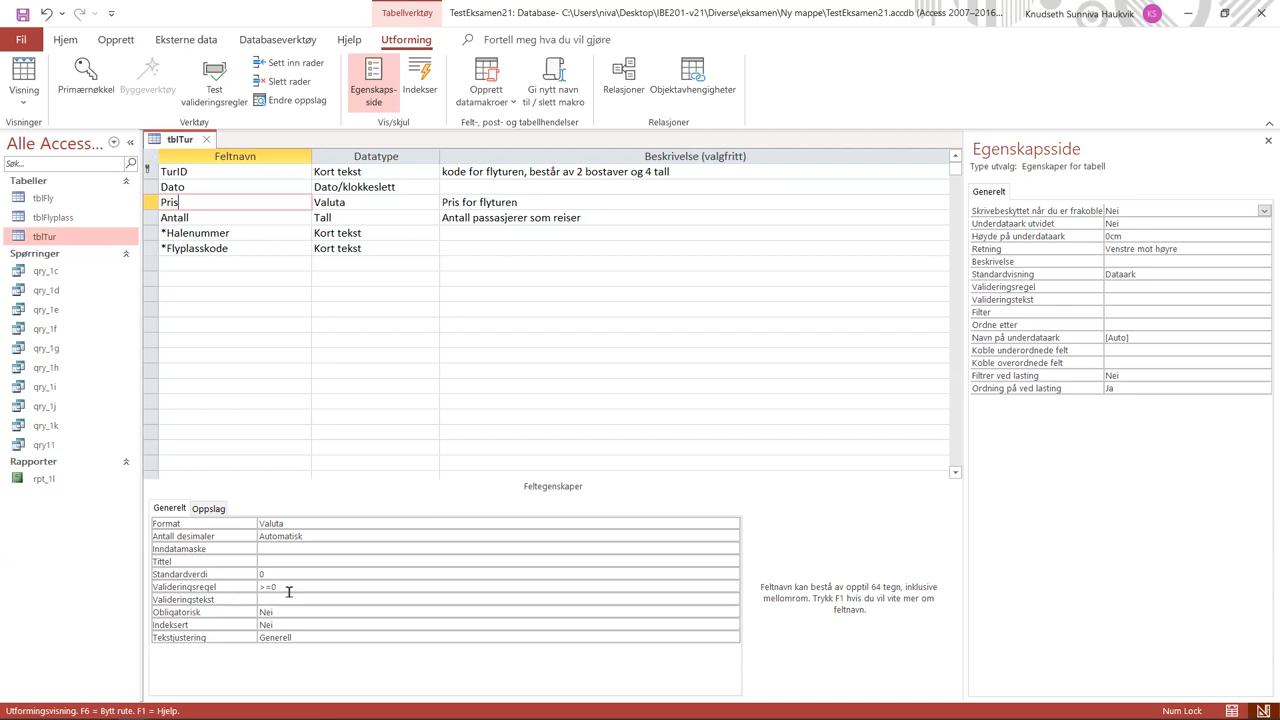 Tabellverktøy
TestEksamen21: Database- C:\Users\niva\Desktop\IBE201-v21\Diverse\eksamen\Ny mappe\TestEksamen21.accdb (Access 2007–2016...
Knudseth Sunniva Haukvik KS
Fil Hjem Opprett Eksterne data Databaseverktøy Hjelp Utforming Fortell meg hva du vil gjøre
Visning
Primærnøkkel
Byggeverktøy
Test valideringsregler
Sett inn rader
Slett rader
Endre oppslag
Egenskaps-
side
Indekser
Opprett
datamakroer
Gi nytt navn
til / slett makro
Relasjoner
Objektavhengigheter
Visninger Verktøy Vis/skjul Felt-, post- og tabellhendelser Relasjoner
Alle Access...
Søk...
Tabeller
tblFly
tblFlyplass
tblTur
Spørringer
qry_1c
qry_1d
qry_1e
qry_1f
qry_1g
qry_1h
qry_1i
qry_1j
qry_1k
qry11
Rapporter
rpt_1l
tblTur
Feltnavn Datatype Beskrivelse (valgfritt)
TurID Kort tekst kode for flyturen, består av 2 bostaver og 4 tall
Dato Dato/klokkeslett
Pris Valuta Pris for flyturen
Antall Tall Antall passasjerer som reiser
*Halenummer Kort tekst
*Flyplasskode Kort tekst
Feltegenskaper
Generelt Oppslag
Format Valuta
Antall desimaler Automatisk
Inndatamaske
Tittel
Standardverdi 0
Valideringsregel >=0
Valideringstekst
Obligatorisk Nei
Indeksert Nei
Tekstjustering Generell
Feltnavn kan bestå av opptil 64 tegn, inklusive
mellomrom. Trykk F1 hvis du vil vite mer om
feltnavn.
Egenskapsside
Type utvalg: Egenskaper for tabell
Generelt
Skrivebeskyttet når du er frakoble Nei
Underdataark utvidet Nei
Høyde på underdataark 0cm
Retning Venstre mot høyre
Beskrivelse
Standardvisning Dataark
Valideringsregel
Valideringstekst
Filter
Ordne etter
Navn på underdataark [Auto]
Koble underordnede felt
Koble overordnede felt
Filtrer ved lasting Nei
Ordning på ved lasting Ja
Utformingsvisning. F6 = Bytt rute. F1 = Hjelp.
Num Lock